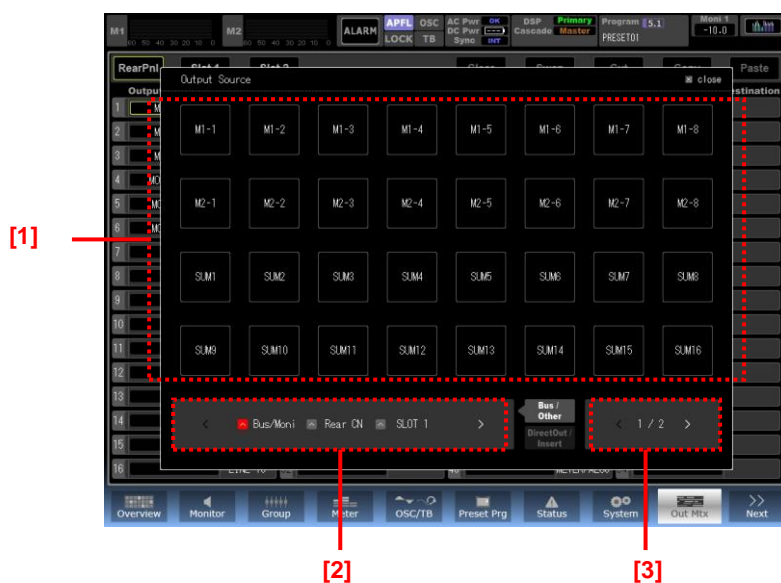 M1 60 50 40 30 20 10 0 M2 60 50 40 30 20 10 0 ALARM APFL OSC AC Pwr OK DSP Primary Program [5.1] Moni 1
LOCK TB DC Pwr (---) Cascade Master PRESET01 -10.0
Sync INT
RearPnl Slot 1 Slot 2 Clear Swap Cut Copy Paste
Output Source close
1
2
3
4 MO
5 MO
6 MO
7
8
9
10
11
12
13
14
15
16
M1-1 M1-2 M1-3 M1-4 M1-5 M1-6 M1-7 M1-8
M2-1 M2-2 M2-3 M2-4 M2-5 M2-6 M2-7 M2-8
SUM1 SUM2 SUM3 SUM4 SUM5 SUM6 SUM7 SUM8
SUM9 SUM10 SUM11 SUM12 SUM13 SUM14 SUM15 SUM16
< Bus/Moni Rear CN SLOT 1 >
Bus / Other
DirectOut / Insert
< 1 / 2 >
Overview Monitor Group Meter OSC/TB Preset Prg Status System Out Mtx >> Next
[1]
[2]
[3]